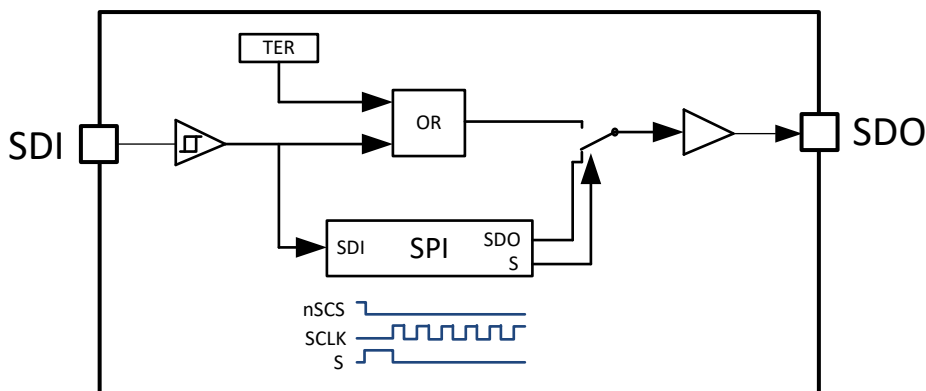 TER
OR
SDI
SDO
SDI
SPI
SDO
S
nSCS
SCLK
S